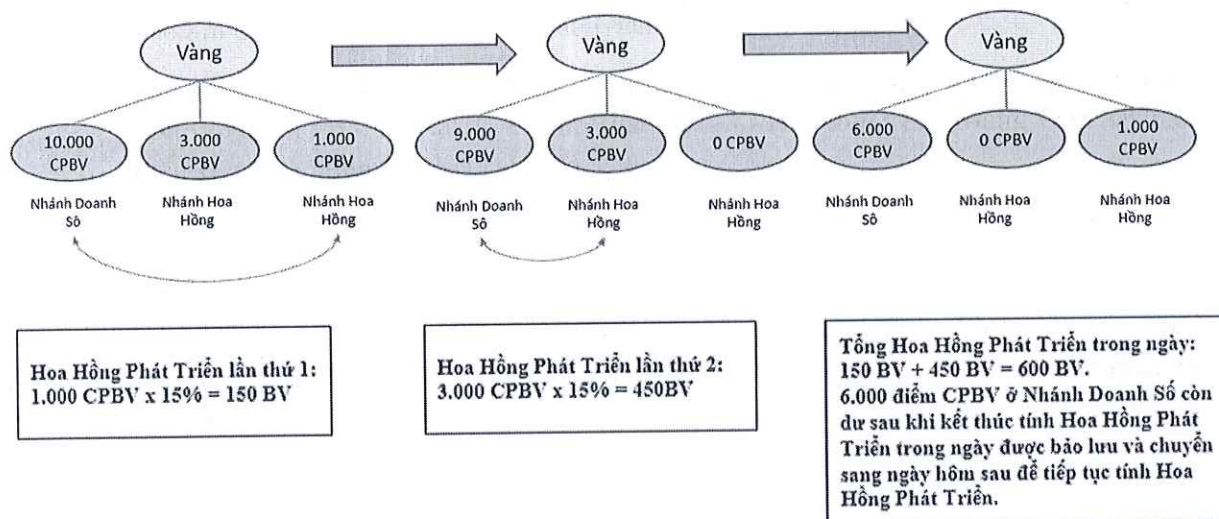 Vàng
10.000
CPBV
3.000
CPBV
1.000
CPBV
Nhánh Doanh
Số
Nhánh Hoa
Hồng
Nhánh Hoa
Hồng
Vàng
9.000
CPBV
3.000
CPBV
0 CPBV
Nhánh Doanh
Số
Nhánh Hoa
Hồng
Nhánh Hoa
Hồng
Vàng
6.000
CPBV
0 CPBV
1.000
CPBV
Nhánh Doanh
Số
Nhánh Hoa
Hồng
Nhánh Hoa
Hồng
Hoa Hồng Phát Triển lần thứ 1:
1.000 CPBV x 15% = 150 BV
Hoa Hồng Phát Triển lần thứ 2:
3.000 CPBV x 15% = 450BV
Tổng Hoa Hồng Phát Triển trong ngày:
150 BV + 450 BV = 600 BV.
6.000 điểm CPBV ở Nhánh Doanh Số còn
dư sau khi kết thúc tính Hoa Hồng Phát
Triển trong ngày được bảo lưu và chuyển
sang ngày hôm sau để tiếp tục tính Hoa
Hồng Phát Triển.